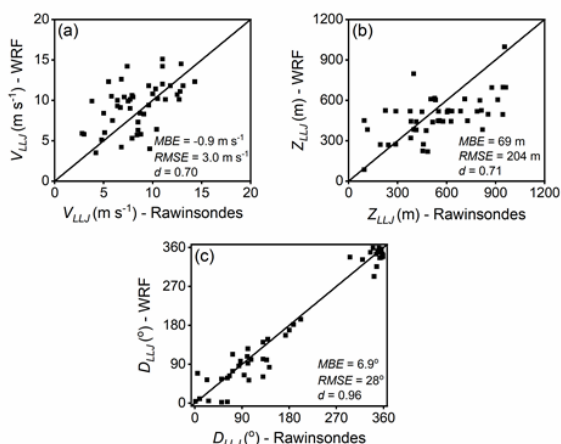 (a)
20
15
10
5
0
V_LLJ (m s⁻¹) - WRF
MBE = -0.9 m s⁻¹
RMSE = 3.0 m s⁻¹
d = 0.70
0 5 10 15 20
V_LLJ (m s⁻¹) - Rawinsondes
(b)
1200
900
600
300
0
Z_LLJ (m) - WRF
MBE = 69 m
RMSE = 204 m
d = 0.71
0 300 600 900 1200
Z_LLJ (m) - Rawinsondes
(c)
360
270
180
90
0
D_LLJ (º) - WRF
MBE = 6.9º
RMSE = 28º
d = 0.96
0 90 180 270 360
D_LLJ (º) - Rawinsondes